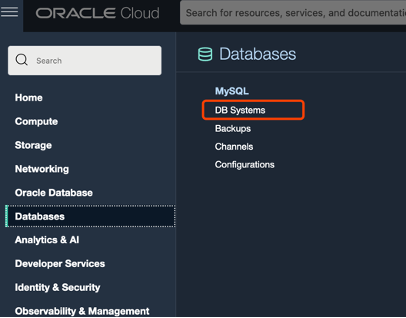 ORACLE Cloud
Search for resources, services, and documentatio
Search
Home
Compute
Storage
Networking
Oracle Database
Databases
Analytics & AI
Developer Services
Identity & Security
Observability & Management
Databases
MySQL
DB Systems
Backups
Channels
Configurations